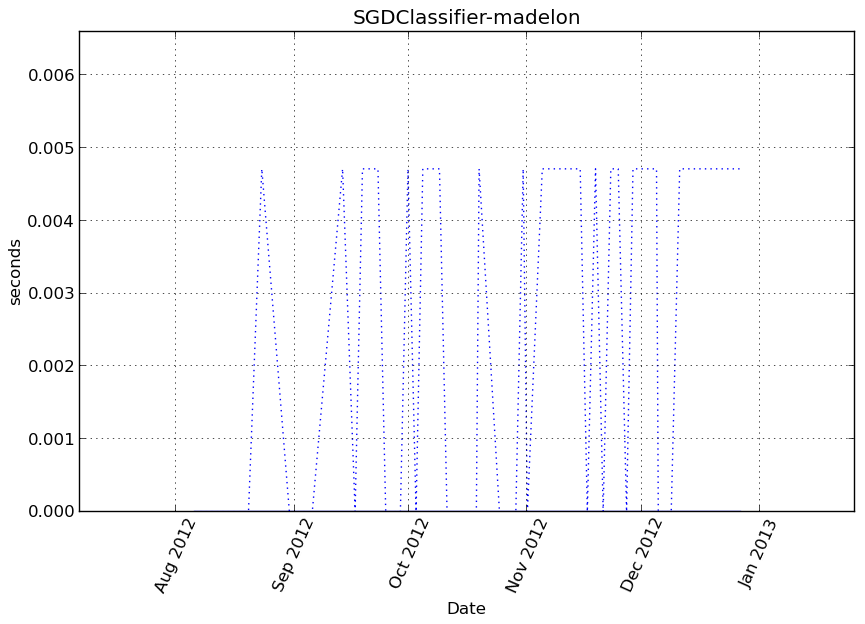 SGDClassifier-madelon
0.006
0.005
0.004
0.003
0.002
0.001
0.000
seconds
Aug 2012
Sep 2012
Oct 2012
Nov 2012
Dec 2012
Jan 2013
Date